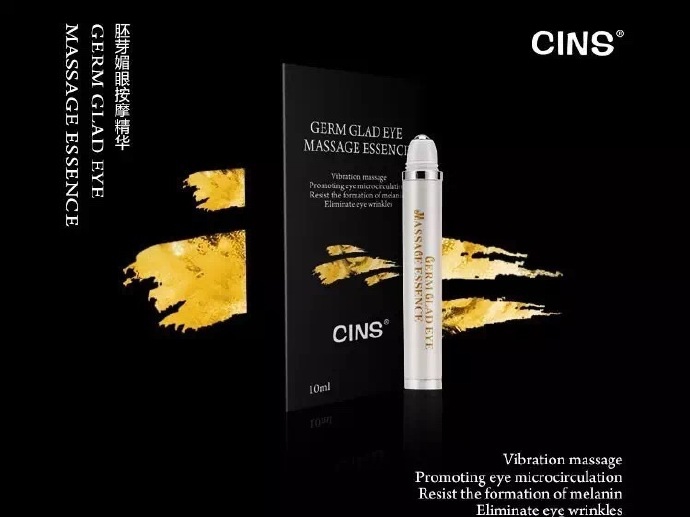 CINS®
胚芽媚眼按摩精华
GERM GLAD EYE
MASSAGE ESSENCE
GERM GLAD EYE
MASSAGE ESSENCE
Vibration massage
Promoting eye microcirculation
Resist the formation of melanin
Eliminate eye wrinkles
CINS®
10ml
GERM GLAD EYE
MASSAGE ESSENCE
Vibration massage
Promoting eye microcirculation
Resist the formation of melanin
Eliminate eye wrinkles